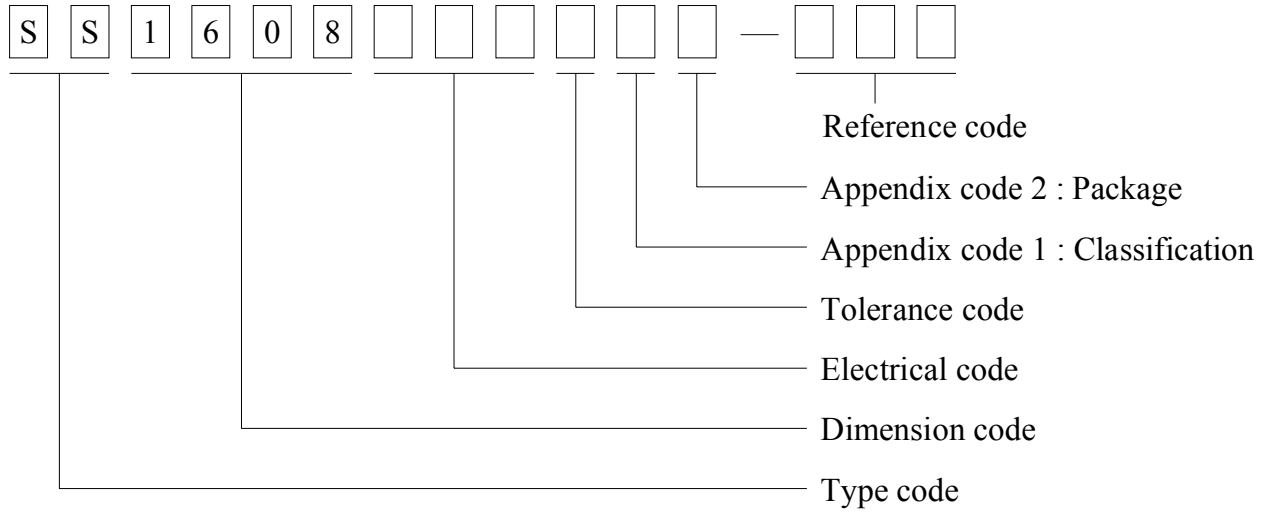 S S 1 6 0 8 —
Reference code
Appendix code 2 : Package
Appendix code 1 : Classification
Tolerance code
Electrical code
Dimension code
Type code